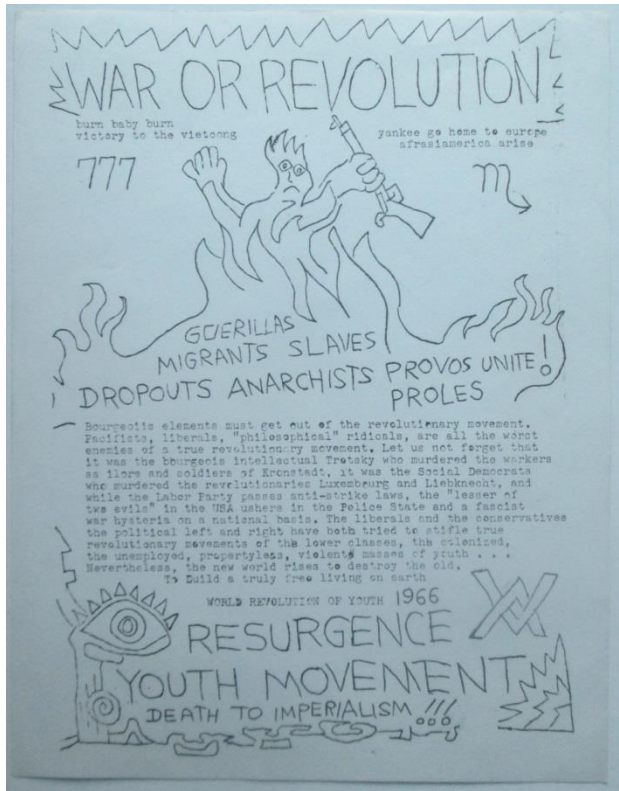 WAR OR REVOLUTION
burn baby burn
victory to the vietcong
yankee go home to europe
afrasiamerica arise
777
GUERILLAS
MIGRANTS SLAVES
DROPOUTS ANARCHISTS PROVOS UNITE!
PROLES
Bourgeoiis elements must get out of the revolutionary movement.
Pacifists, liberals, "philosophical" ridicals, are all the worst
enemies of a true revolutionary movement. Let us not forget that
it was the bourgeois intellectual Trotsky who murdered the workers
sailors and soldiers of Kronstadt, it was the Social Democrats
who murdered the revolutionaries Luxembourg and Liebknecht, and
while the Labor Party passes anti-strike laws, the "lesser of
two evils" in the USA ushers in the Police State and a fascist
war hysteria on a national basis. The liberals and the conservatives
the political left and right have both tried to stifle true
revolutionary movements of the lower classes, the colonized,
the unemployed, propertyless, violent masses of youth . . .
Nevertheless, the new world rises to destroy the old.
To Build a truly free living on earth
WORLD REVOLUTION OF YOUTH 1966
RESURGENCE
YOUTH MOVEMENT
DEATH TO IMPERIALISM !!!